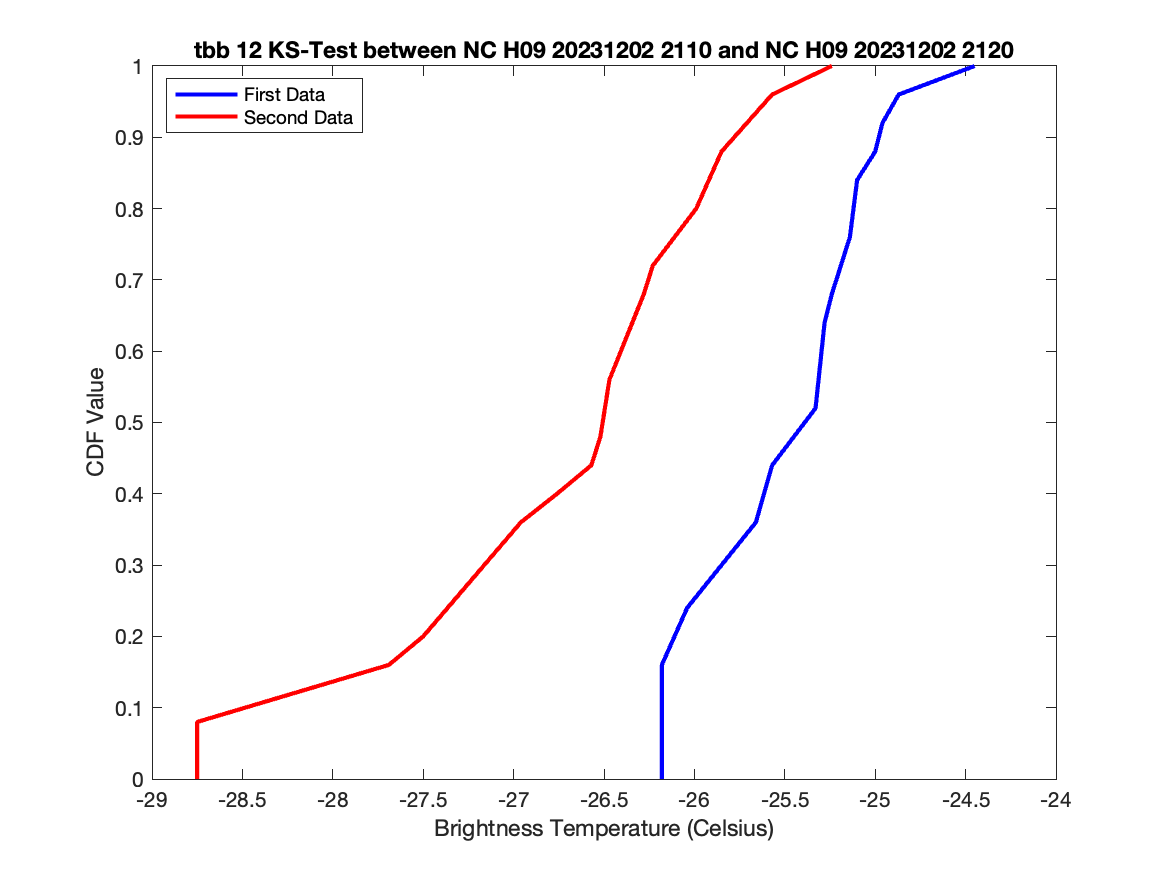 tbb 12 KS-Test between NC H09 20231202 2110 and NC H09 20231202 2120
First Data
Second Data
1
0.9
0.8
0.7
0.6
0.5
0.4
0.3
0.2
0.1
0
CDF Value
-29 -28.5 -28 -27.5 -27 -26.5 -26 -25.5 -25 -24.5 -24
Brightness Temperature (Celsius)